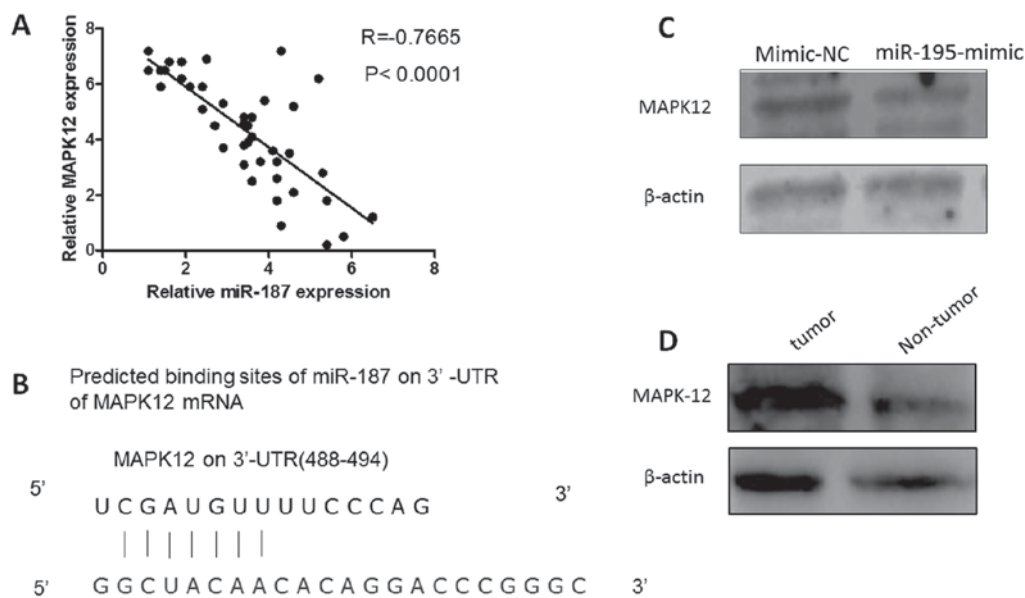 A
8
6
4
2
0
0 2 4 6 8
Relative MAPK12 expression
Relative miR-187 expression
R=-0.7665
P< 0.0001
B
Predicted binding sites of miR-187 on 3' -UTR
of MAPK12 mRNA
MAPK12 on 3'-UTR(488-494)
5' 3'
U C G A U G U U U U C C C A G
5' G G C U A C A A C A C A G G A C C C G G G C 3'
C
Mimic-NC miR-195-mimic
MAPK12
β-actin
D
tumor Non-tumor
MAPK-12
β-actin